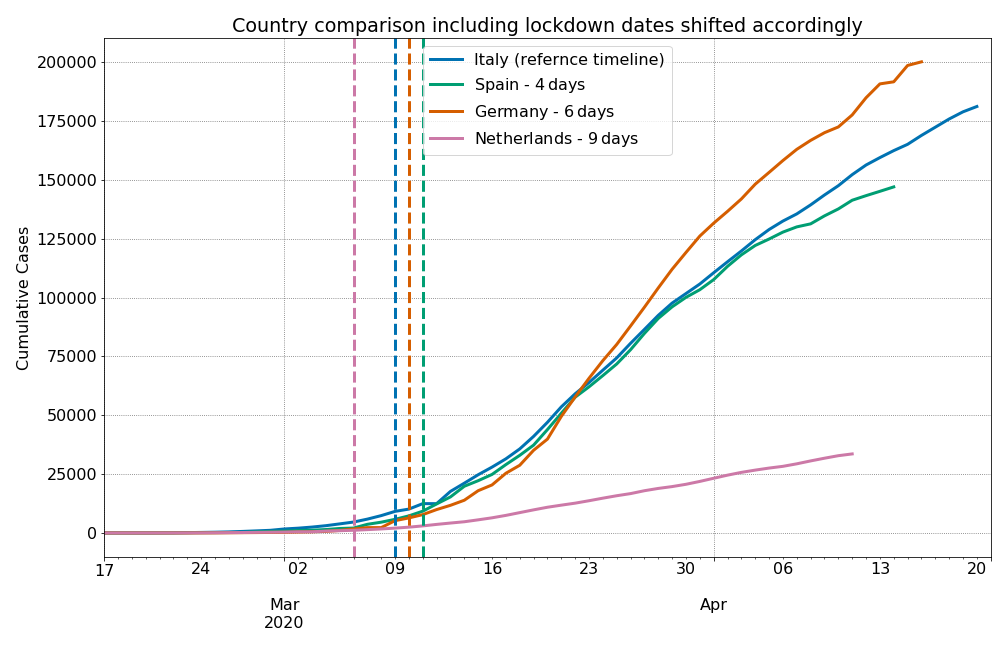 Country comparison including lockdown dates shifted accordingly
Italy (refernce timeline)
Spain - 4 days
Germany - 6 days
Netherlands - 9 days
Cumulative Cases
200000
175000
150000
125000
100000
75000
50000
25000
0
17 24 02 09 16 23 30 06 13 20
Mar Apr
2020